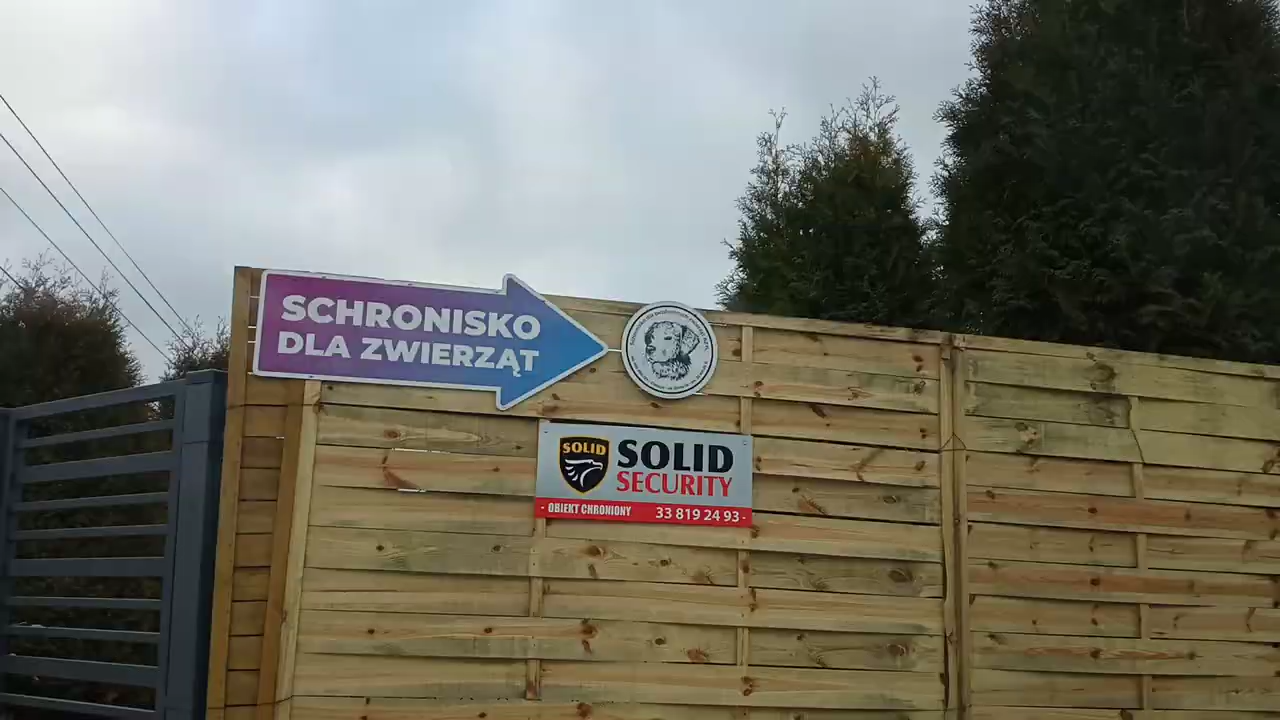 SCHRONISKO
DLA ZWIERZĄT
SOLID
SOLID
SECURITY
· OBIEKT CHRONIONY 33 819 24 93 ·